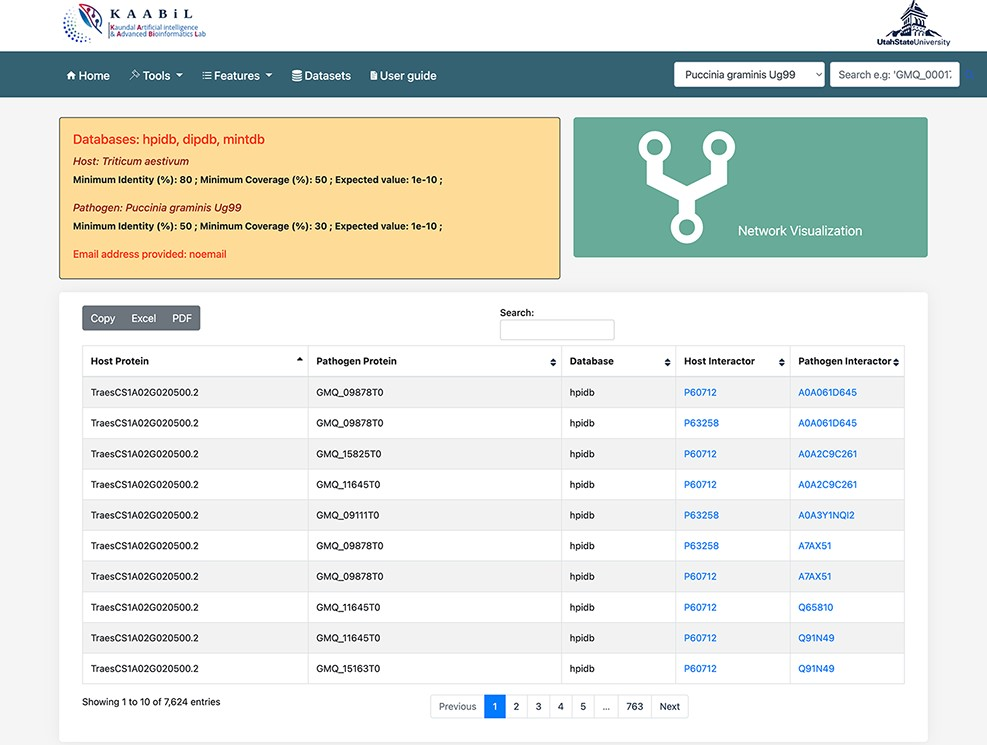 KAABiL
Kaundal Artificial intelligence
& Advanced Bioinformatics Lab
UtahStateUniversity
Home Tools Features Datasets User guide Puccinia graminis Ug99 Search e.g: 'GMQ_00017
Databases: hpidb, dipdb, mintdb
Host: Triticum aestivum
Minimum Identity (%): 80 ; Minimum Coverage (%): 50 ; Expected value: 1e-10 ;
Pathogen: Puccinia graminis Ug99
Minimum Identity (%): 50 ; Minimum Coverage (%): 30 ; Expected value: 1e-10 ;
Email address provided: noemail
Network Visualization
Copy Excel PDF
Search:
Host Protein Pathogen Protein Database Host Interactor Pathogen Interactor
TraesCS1A02G020500.2 GMQ_09878T0 hpidb P60712 A0A061D645
TraesCS1A02G020500.2 GMQ_09878T0 hpidb P63258 A0A061D645
TraesCS1A02G020500.2 GMQ_15825T0 hpidb P60712 A0A2C9C261
TraesCS1A02G020500.2 GMQ_11645T0 hpidb P60712 A0A2C9C261
TraesCS1A02G020500.2 GMQ_09111T0 hpidb P63258 A0A3Y1NQI2
TraesCS1A02G020500.2 GMQ_09878T0 hpidb P63258 A7AX51
TraesCS1A02G020500.2 GMQ_09878T0 hpidb P60712 A7AX51
TraesCS1A02G020500.2 GMQ_11645T0 hpidb P60712 Q65810
TraesCS1A02G020500.2 GMQ_11645T0 hpidb P60712 Q91N49
TraesCS1A02G020500.2 GMQ_15163T0 hpidb P60712 Q91N49
Showing 1 to 10 of 7,624 entries
Previous 1 2 3 4 5 ... 763 Next